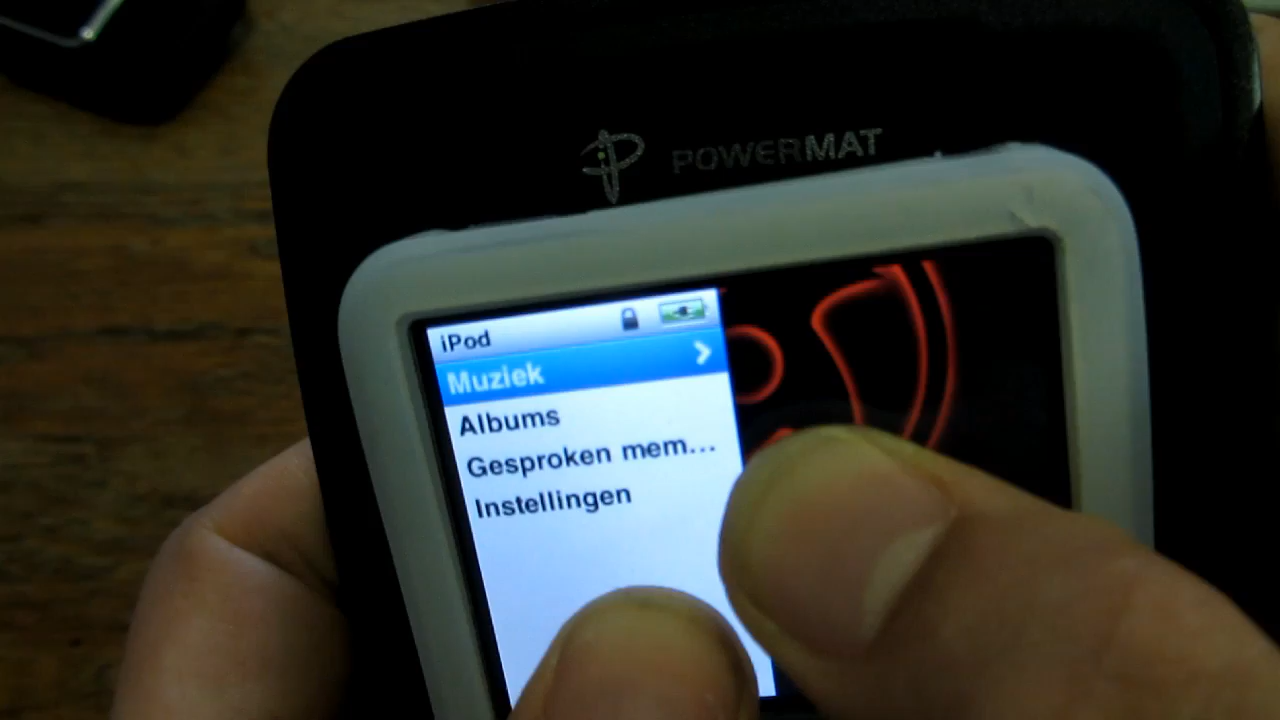 POWERMAT
iPod
Muziek
Albums
Gesproken mem...
Instellingen